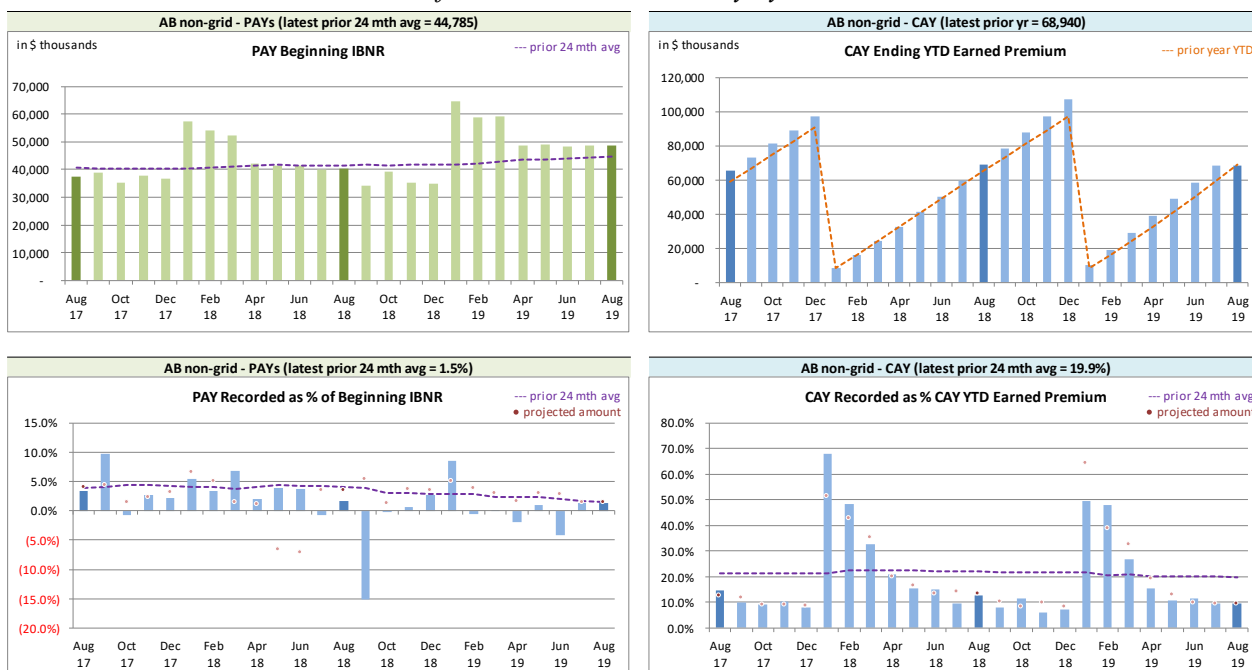 AB non-grid - PAYs (latest prior 24 mth avg = 44,785)
in $ thousands
--- prior 24 mth avg
PAY Beginning IBNR
70,000
60,000
50,000
40,000
30,000
20,000
10,000
-
Aug Oct Dec Feb Apr Jun Aug Oct Dec Feb Apr Jun Aug
17 17 17 18 18 18 18 18 18 19 19 19 19
AB non-grid - CAY (latest prior yr = 68,940)
in $ thousands
--- prior year YTD
CAY Ending YTD Earned Premium
120,000
100,000
80,000
60,000
40,000
20,000
-
Aug Oct Dec Feb Apr Jun Aug Oct Dec Feb Apr Jun Aug
17 17 17 18 18 18 18 18 18 19 19 19 19
AB non-grid - PAYs (latest prior 24 mth avg = 1.5%)
PAY Recorded as % of Beginning IBNR
--- prior 24 mth avg
• projected amount
15.0%
10.0%
5.0%
0.0%
(5.0%)
(10.0%)
(15.0%)
(20.0%)
Aug Oct Dec Feb Apr Jun Aug Oct Dec Feb Apr Jun Aug
17 17 17 18 18 18 18 18 18 19 19 19 19
AB non-grid - CAY (latest prior 24 mth avg = 19.9%)
CAY Recorded as % CAY YTD Earned Premium
--- prior 24 mth avg
• projected amount
80.0%
70.0%
60.0%
50.0%
40.0%
30.0%
20.0%
10.0%
0.0%
Aug Oct Dec Feb Apr Jun Aug Oct Dec Feb Apr Jun Aug
17 17 17 18 18 18 18 18 18 19 19 19 19